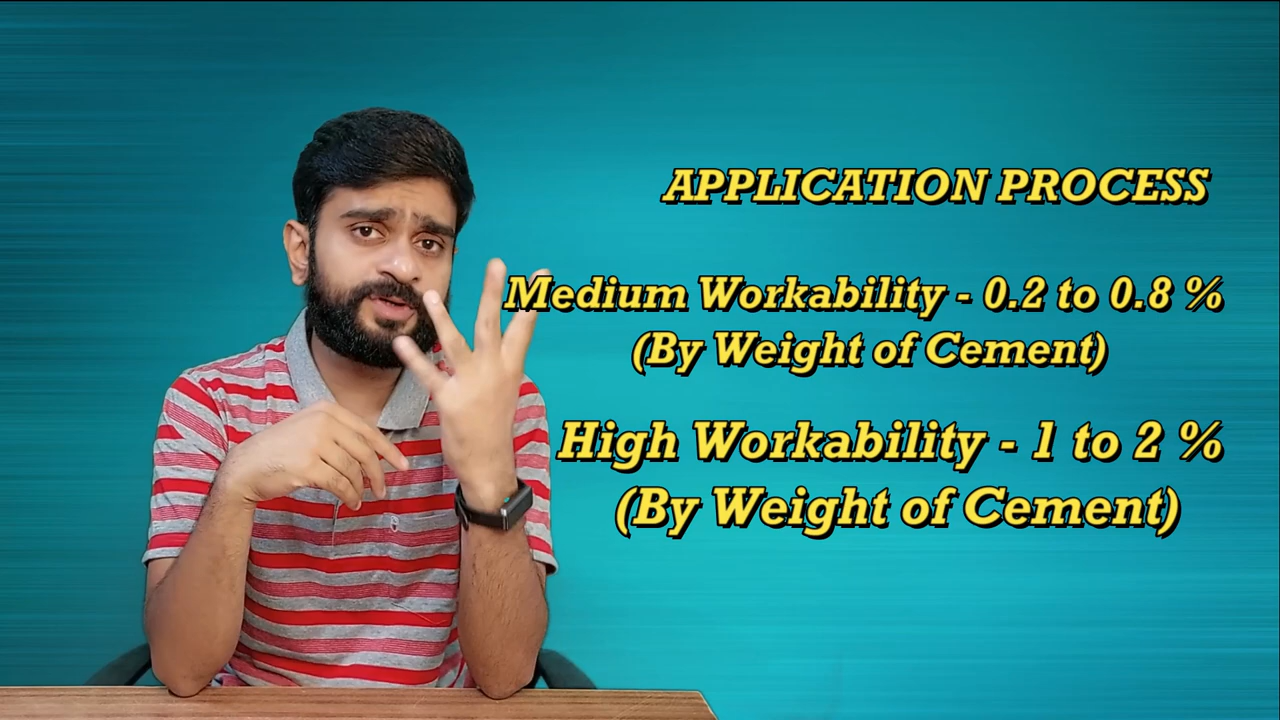 APPLICATION PROCESS
Medium Workability - 0.2 to 0.8 %
(By Weight of Cement)
High Workability - 1 to 2 %
(By Weight of Cement)